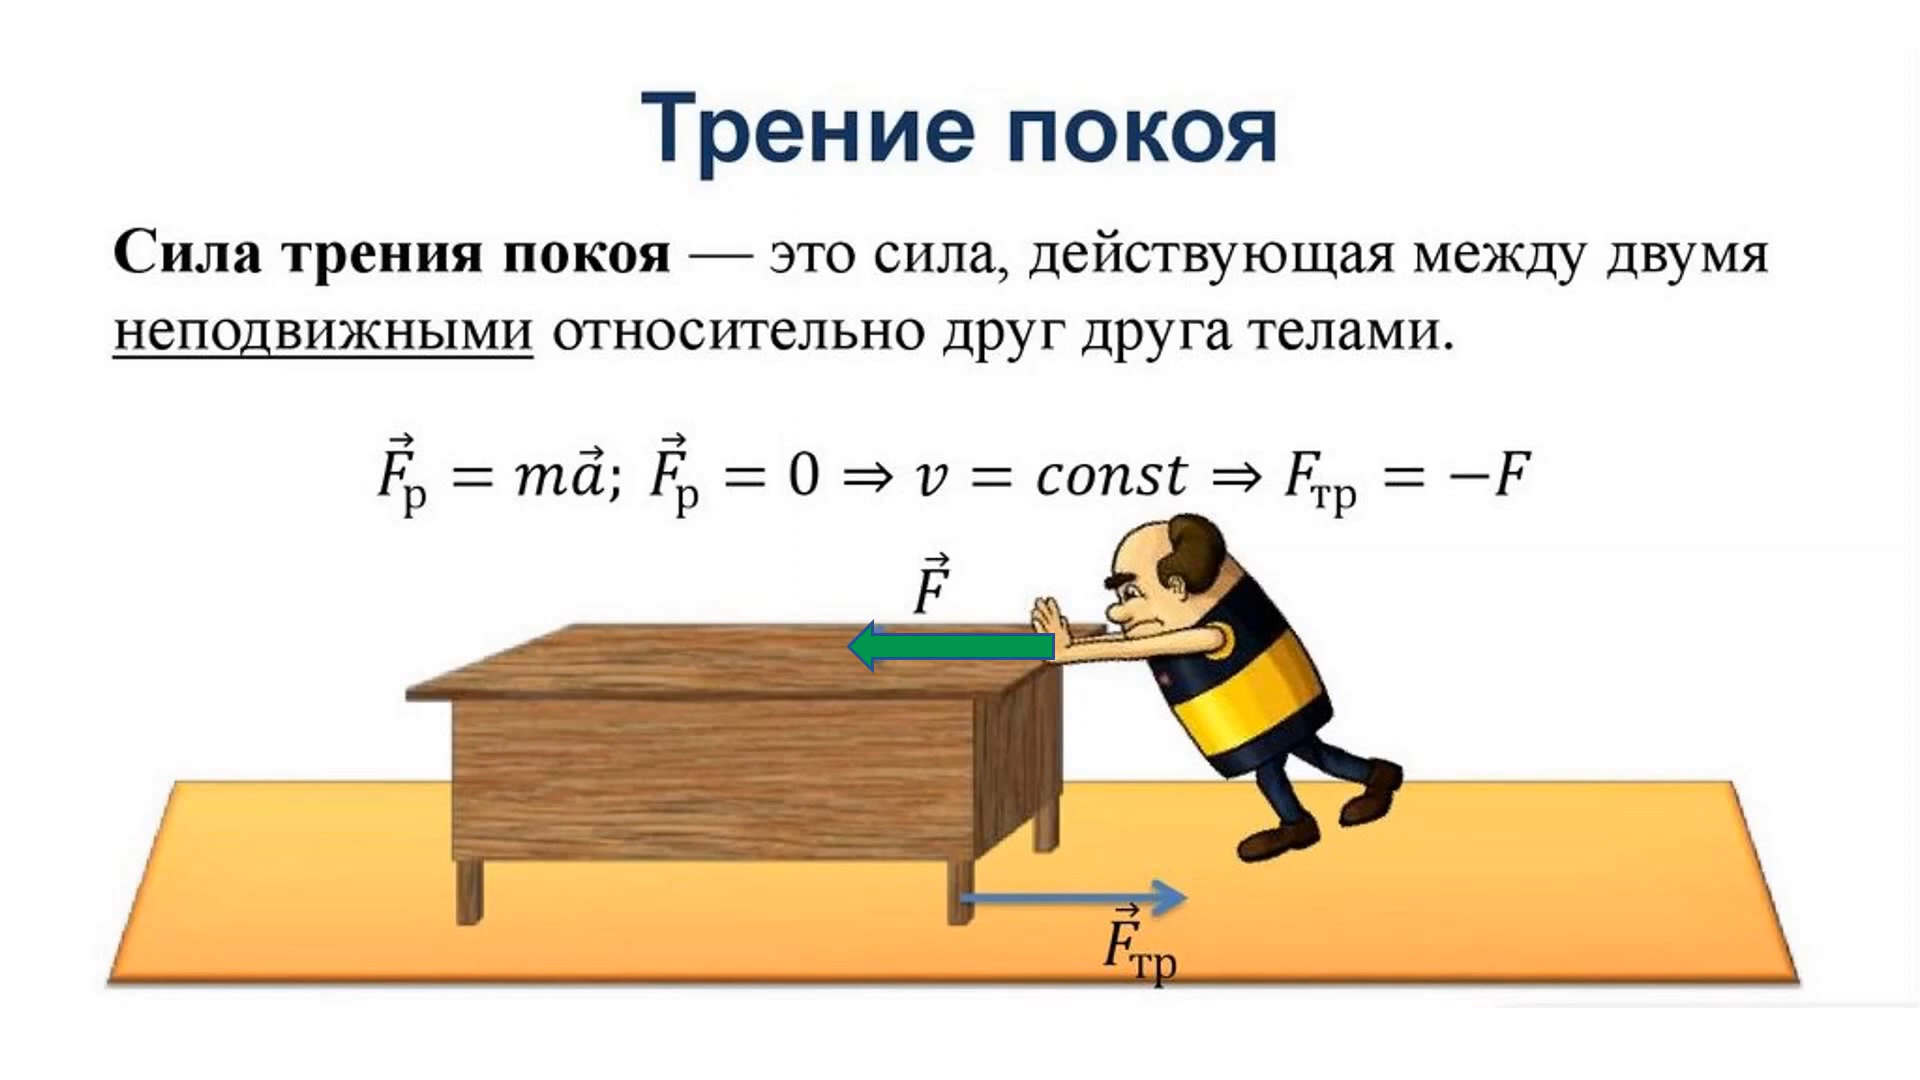 Трение покоя
Сила трения покоя — это сила, действующая между двумя
неподвижными относительно друг друга телами.
F⃗р = ma⃗; F⃗р = 0 ⇒ v = const ⇒ Fтр = −F
F⃗
F⃗тр